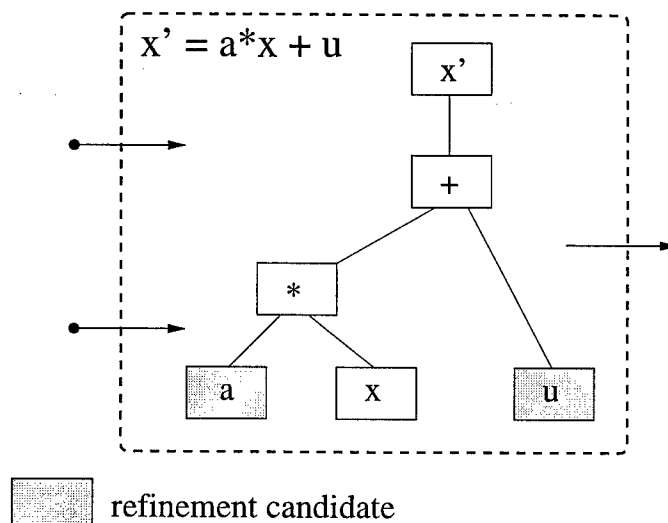 x' = a*x + u
x'
+
*
a x u
refinement candidate